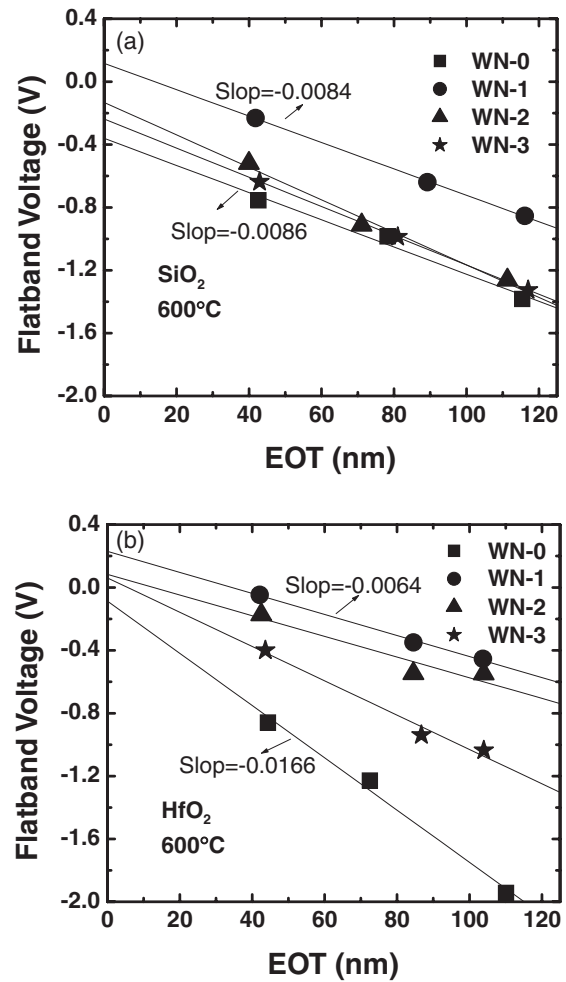 (a)
WN-0
WN-1
WN-2
WN-3
Slop=-0.0084
Slop=-0.0086
SiO₂
600°C
0.4
0.0
-0.4
-0.8
-1.2
-1.6
-2.0
Flatband Voltage (V)
0 20 40 60 80 100 120
EOT (nm)
(b)
WN-0
WN-1
WN-2
WN-3
Slop=-0.0064
Slop=-0.0166
HfO₂
600°C
0.4
0.0
-0.4
-0.8
-1.2
-1.6
-2.0
Flatband Voltage (V)
0 20 40 60 80 100 120
EOT (nm)